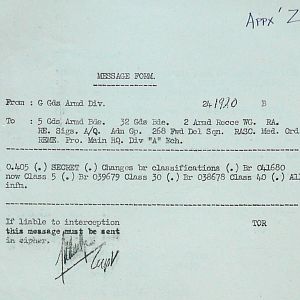 APPX 'Z
MESSAGE FORM.
From : G Gds Armd Div. 241920 B
To : 5 Gds Armd Bde. 32 Gds Bde. 2 Armd Recce WG. RA.
RE. Sigs. A/Q. Adm Gp. 268 Fwd Del Sqn. RASC. Med. Ord
REME. Pro. Main HQ. Div "A" Ech.
0.405 (.) SECRET (.) Changes br classifications (.) Br 041680
now Class 5 (.) Br 039679 Class 30 (.) Br 038678 Class 40 (.) All
infm.
If liable to interception TOR
this message must be sent
in cipher.